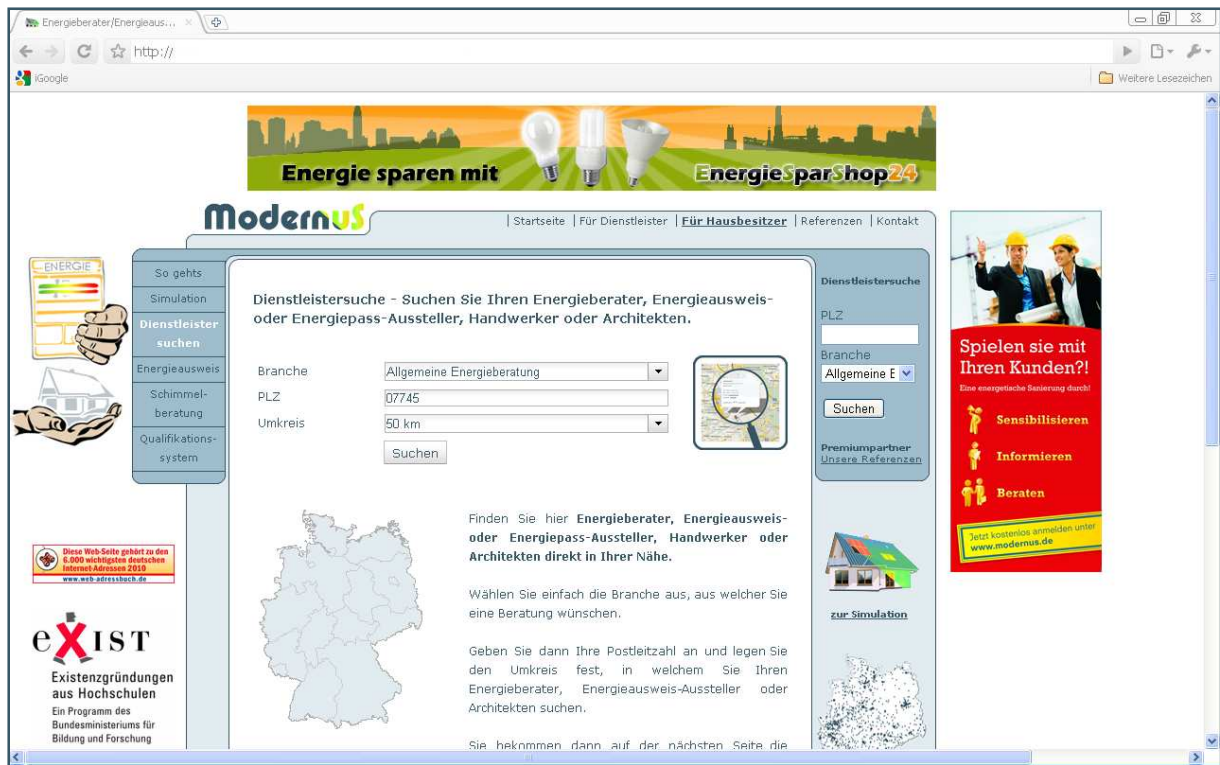 Energieberater/Energieaus...
http://
iGoogle
Weitere Lesezeichen
Energie sparen mit
EnergieSparShop24
ModernuS
| Startseite | Für Dienstleister | Für Hausbesitzer | Referenzen | Kontakt
ENERGIE
So gehts
Simulation
Dienstleister
suchen
Energieausweis
Schimmel-
beratung
Qualifikations-
system
Dienstleistersuche - Suchen Sie Ihren Energieberater, Energieausweis-
oder Energiepass-Aussteller, Handwerker oder Architekten.
Branche
Allgemeine Energieberatung
PLZ
07745
Umkreis
50 km
Suchen
Finden Sie hier Energieberater, Energieausweis-
oder Energiepass-Aussteller, Handwerker oder
Architekten direkt in Ihrer Nähe.
Wählen Sie einfach die Branche aus, aus welcher Sie
eine Beratung wünschen.
Geben Sie dann Ihre Postleitzahl an und legen Sie
den Umkreis fest, in welchem Sie Ihren
Energieberater, Energieausweis-Aussteller oder
Architekten suchen.
Sie bekommen dann auf der nächsten Seite die
Dienstleistersuche
PLZ
Branche
Allgemeine E
Suchen
Premiumpartner
Unsere Referenzen
zur Simulation
Spielen sie mit
Ihren Kunden?!
Eine energetische Sanierung durch!
Sensibilisieren
Informieren
Beraten
Jetzt kostenlos anmelden unter
www.modernus.de
Diese Web-Seite gehört zu den
6.000 wichtigsten deutschen
Internet-Adressen 2010
www.web-adressbuch.de
eXIST
Existenzgründungen
aus Hochschulen
Ein Programm des
Bundesministeriums für
Bildung und Forschung